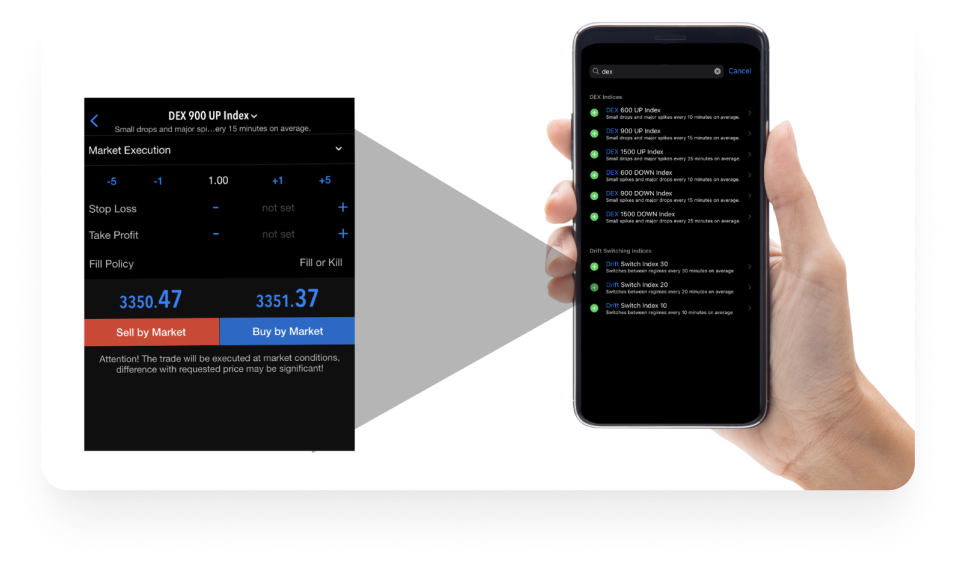 DEX 900 UP Index
Small drops and major spi...ery 15 minutes on average.
Market Execution
-5 -1 1.00 +1 +5
Stop Loss - not set +
Take Profit - not set +
Fill Policy Fill or Kill
3350.47 3351.37
Sell by Market Buy by Market
Attention! The trade will be executed at market conditions,
difference with requested price may be significant!
dex Cancel
DEX Indices
DEX 600 UP Index
Small drops and major spikes every 10 minutes on average.
DEX 900 UP Index
Small drops and major spikes every 15 minutes on average.
DEX 1500 UP Index
Small drops and major spikes every 25 minutes on average.
DEX 600 DOWN Index
Small spikes and major drops every 10 minutes on average.
DEX 900 DOWN Index
Small spikes and major drops every 15 minutes on average.
DEX 1500 DOWN Index
Small spikes and major drops every 25 minutes on average.
Drift Switching Indices
Drift Switch Index 30
Switches between regimes every 30 minutes on average
Drift Switch Index 20
Switches between regimes every 20 minutes on average
Drift Switch Index 10
Switches between regimes every 10 minutes on average